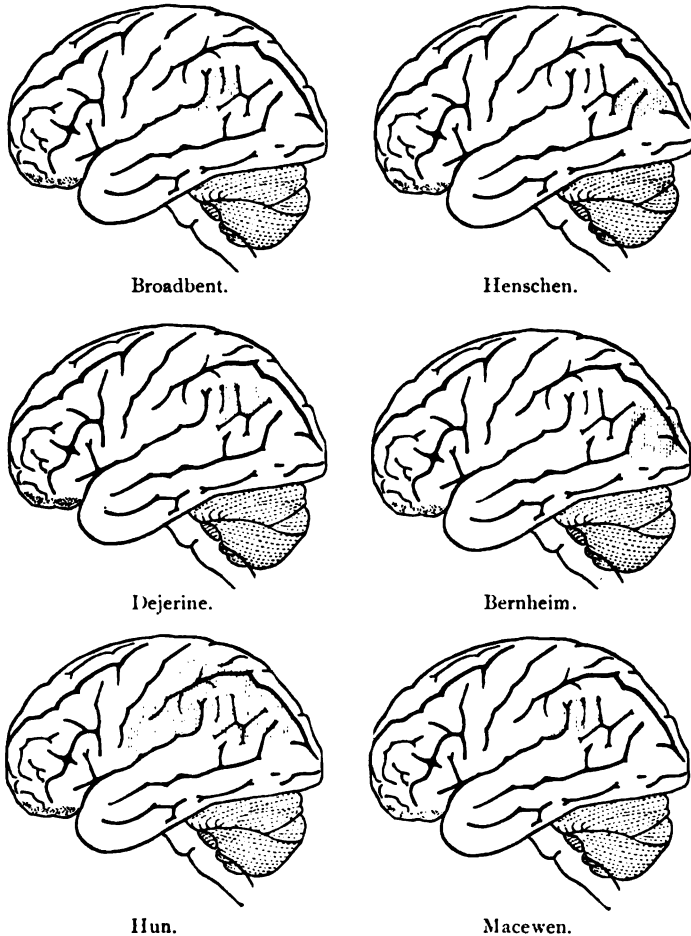 Broadbent.
Henschen.
Dejerine.
Bernheim.
Hun.
Macewen.